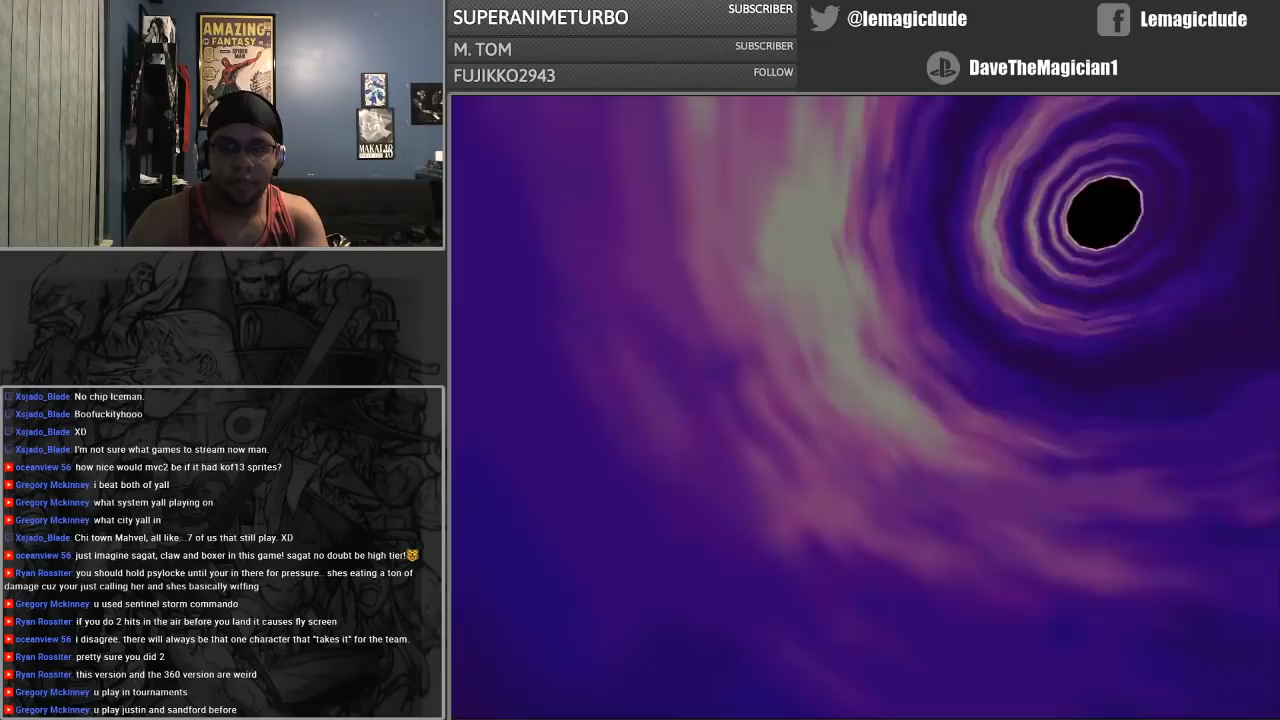 AMAZING
FANTASY
MAKAI
SUPERANIMETURBO
SUBSCRIBER
M. TOM
SUBSCRIBER
FUJIKKO2943
FOLLOW
@lemagicdude
Lemagicdude
DaveTheMagician1
Xsjado_Blade: No chip Iceman.
Xsjado_Blade: Boofuckityhooo
Xsjado_Blade: XD
Xsjado_Blade: I'm not sure what games to stream now man.
oceanview 56: how nice would mvc2 be if it had kof13 sprites?
Gregory Mckinney: i beat both of yall
Gregory Mckinney: what system yall playing on
Gregory Mckinney: what city yall in
Xsjado_Blade: Chi town Mahvel, all like...7 of us that still play. XD
oceanview 56: just imagine sagat, claw and boxer in this game! sagat no doubt be high tier!
Ryan Rossiter: you should hold psylocke until your in there for pressure.. shes eating a ton of
damage cuz your just calling her and shes basically wiffing
Gregory Mckinney: u used sentinel storm commando
Ryan Rossiter: if you do 2 hits in the air before you land it causes fly screen
oceanview 56: i disagree. there will always be that one character that "takes it" for the team.
Ryan Rossiter: pretty sure you did 2
Ryan Rossiter: this version and the 360 version are weird
Gregory Mckinney: u play in tournaments
Gregory Mckinney: u play justin and sandford before